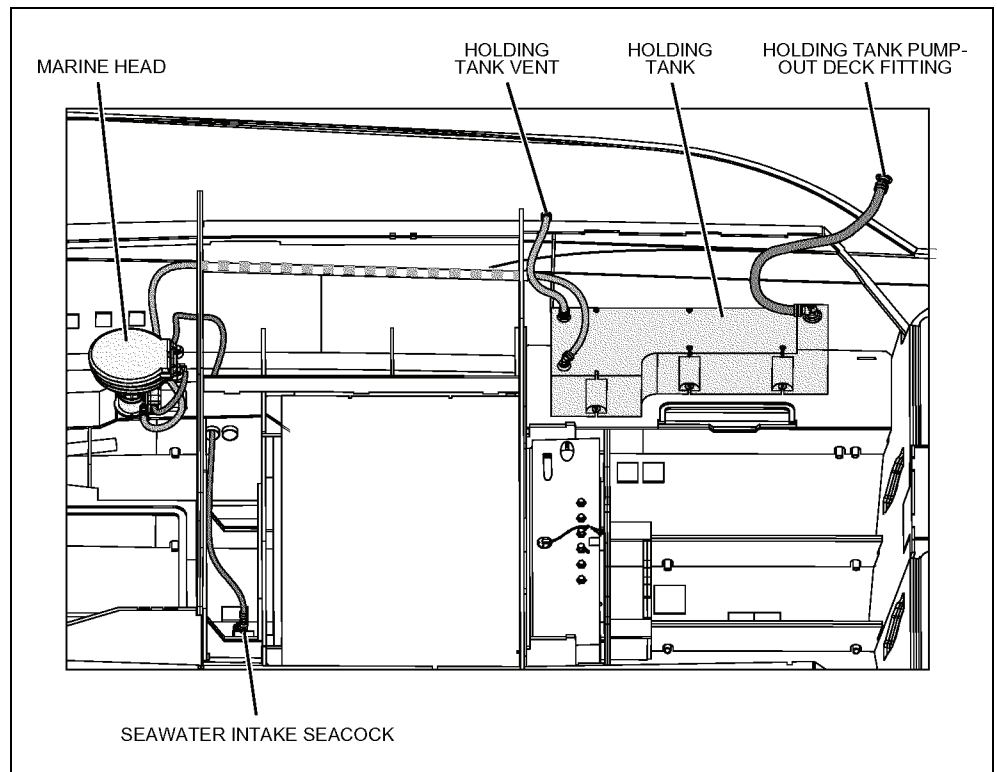 MARINE HEAD
HOLDING
TANK VENT
HOLDING
TANK
HOLDING TANK PUMP-
OUT DECK FITTING
SEAWATER INTAKE SEACOCK